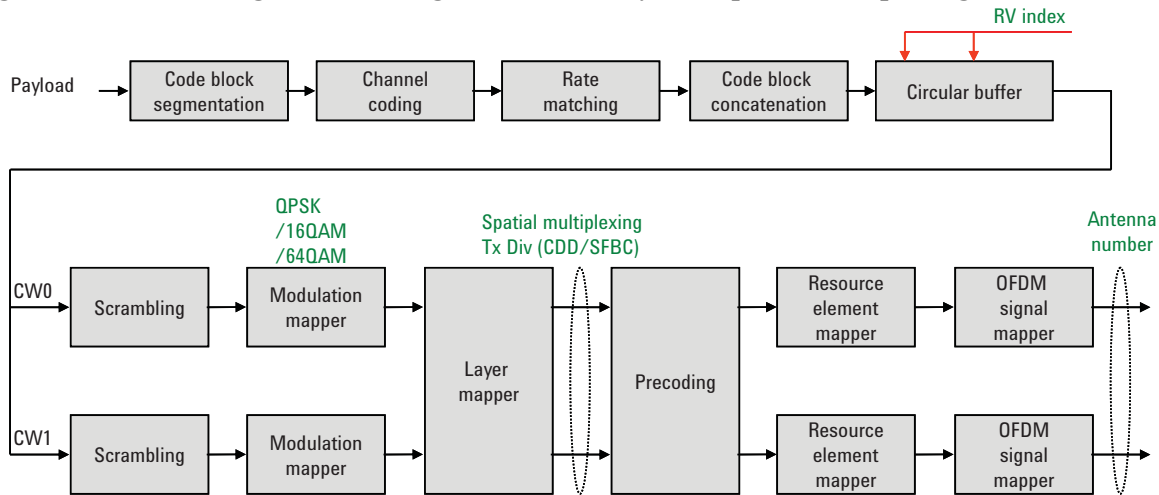 RV index
Payload
Code block
segmentation
Channel
coding
Rate
matching
Code block
concatenation
Circular buffer
QPSK
/16QAM
/64QAM
Spatial multiplexing
Tx Div (CDD/SFBC)
Antenna
number
CW0
Scrambling
Modulation
mapper
Layer
mapper
Precoding
Resource
element
mapper
OFDM
signal
mapper
CW1
Scrambling
Modulation
mapper
Resource
element
mapper
OFDM
signal
mapper